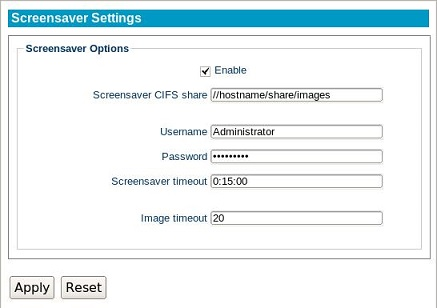 Screensaver Settings
Screensaver Options
Enable
Screensaver CIFS share //hostname/share/images
Username Administrator
Password •••••••••
Screensaver timeout 0:15:00
Image timeout 20
Apply Reset